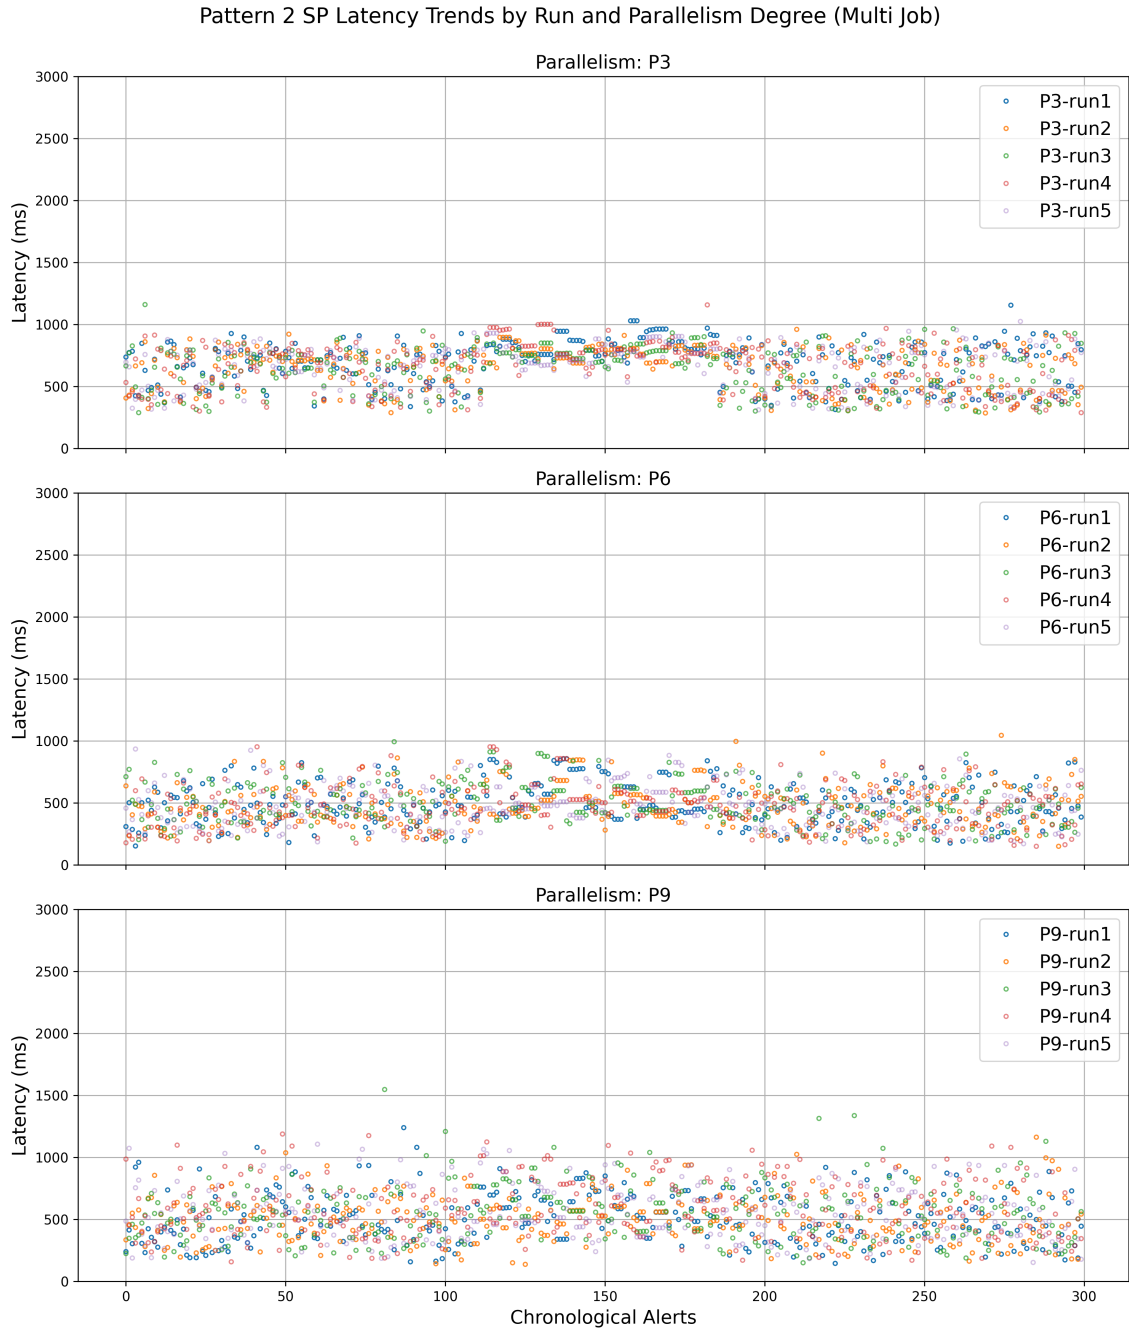 Pattern 2 SP Latency Trends by Run and Parallelism Degree (Multi Job)
Parallelism: P3
3000
2500
2000
1500
1000
500
0
Latency (ms)
P3-run1
P3-run2
P3-run3
P3-run4
P3-run5
Parallelism: P6
3000
2500
2000
1500
1000
500
0
Latency (ms)
P6-run1
P6-run2
P6-run3
P6-run4
P6-run5
Parallelism: P9
3000
2500
2000
1500
1000
500
0
Latency (ms)
P9-run1
P9-run2
P9-run3
P9-run4
P9-run5
0 50 100 150 200 250 300
Chronological Alerts